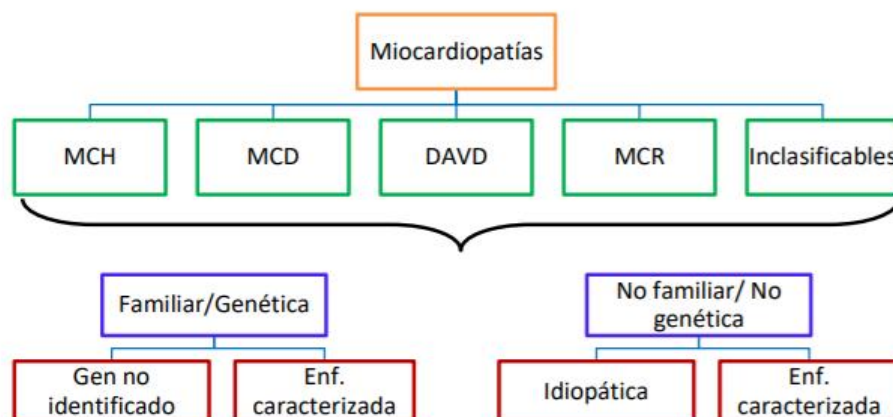 Miocardiopatías
MCH
MCD
DAVD
MCR
Inclasificables
Familiar/Genética
No familiar/ No
genética
Gen no
identificado
Enf.
caracterizada
Idiopática
Enf.
caracterizada